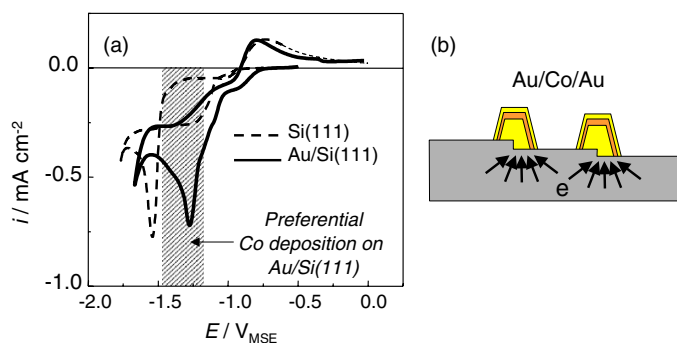 (a)
i / mA cm-2
0.0
-0.5
-1.0
Si(111)
Au/Si(111)
Preferential
Co deposition on
Au/Si(111)
-2.0 -1.5 -1.0 -0.5 0.0
E / VMSE
(b)
Au/Co/Au
e